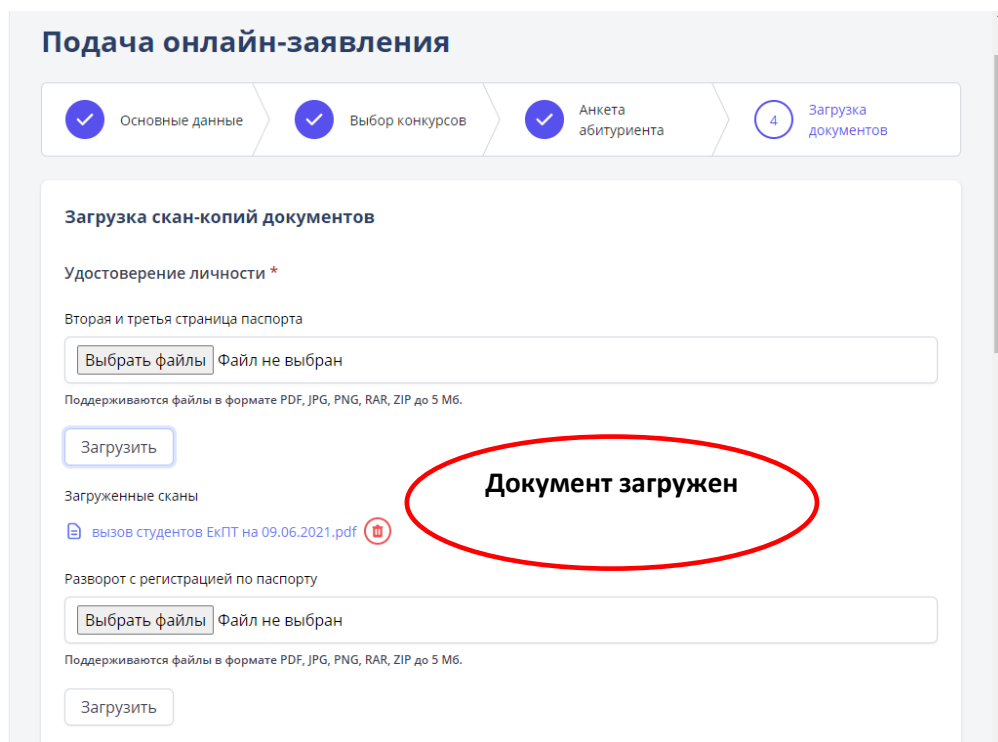 Подача онлайн-заявления
Основные данные
Выбор конкурсов
Анкета
абитуриента
4
Загрузка
документов
Загрузка скан-копий документов
Удостоверение личности *
Вторая и третья страница паспорта
Выбрать файлы Файл не выбран
Поддерживаются файлы в формате PDF, JPG, PNG, RAR, ZIP до 5 Мб.
Загрузить
Документ загружен
Загруженные сканы
вызов студентов ЕкПТ на 09.06.2021.pdf
Разворот с регистрацией по паспорту
Выбрать файлы Файл не выбран
Поддерживаются файлы в формате PDF, JPG, PNG, RAR, ZIP до 5 Мб.
Загрузить